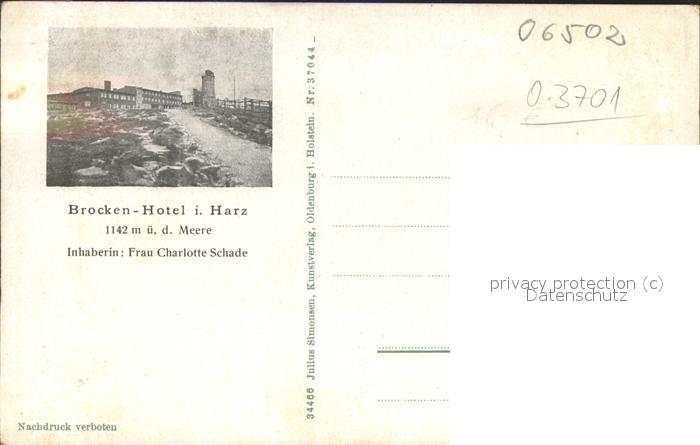 Brocken-Hotel i. Harz
1142 m ü. d. Meere
Inhaberin: Frau Charlotte Schade
Nachdruck verboten
34466 Julius Simonsen, Kunstverlag, Oldenburg i. Holstein. Nr: 37044
06502
0.3701
privacy protection (c)
Datenschutz